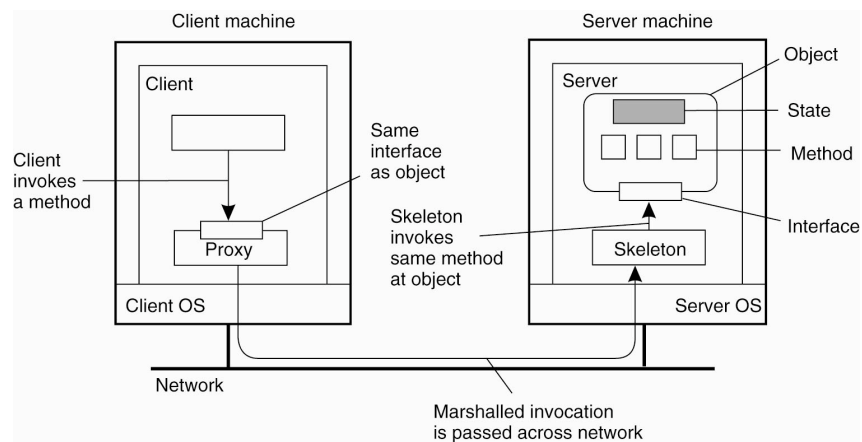 Client machine
Server machine
Object
Client
Server
State
Same
interface
as object
Client
invokes
a method
Method
Skeleton
invokes
same method
at object
Interface
Proxy
Skeleton
Client OS
Server OS
Network
Marshalled invocation
is passed across network